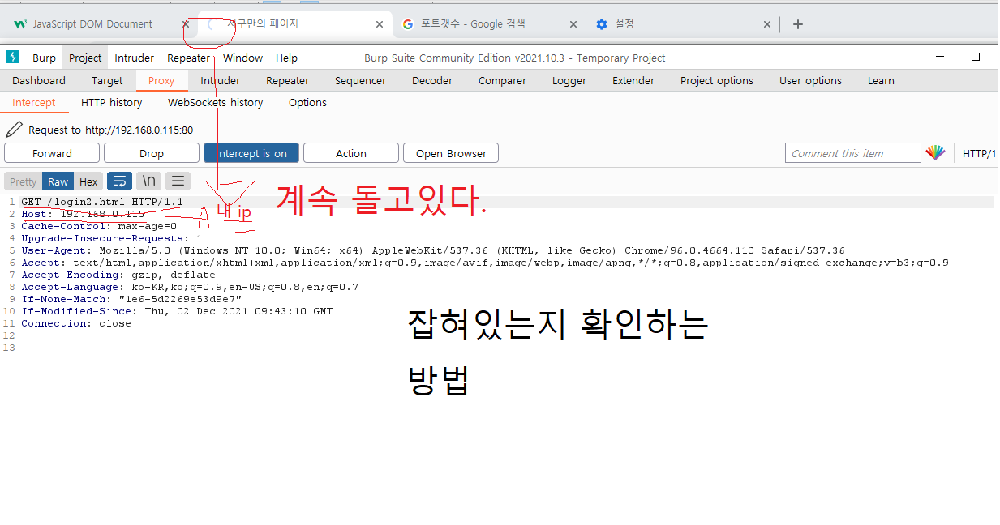 JavaScript DOM Document
저구만의 페이지
포트갯수 - Google 검색
설정
Burp Project Intruder Repeater Window Help Burp Suite Community Edition v2021.10.3 - Temporary Project
Dashboard Target Proxy Intruder Repeater Sequencer Decoder Comparer Logger Extender Project options User options Learn
Intercept HTTP history WebSockets history Options
Request to http://192.168.0.115:80
Forward Drop Intercept is on Action Open Browser Comment this item HTTP/1
Pretty Raw Hex \n
1 GET /login2.html HTTP/1.1
2 Host: 192.168.0.115
3 Cache-Control: max-age=0
4 Upgrade-Insecure-Requests: 1
5 User-Agent: Mozilla/5.0 (Windows NT 10.0; Win64; x64) AppleWebKit/537.36 (KHTML, like Gecko) Chrome/96.0.4664.110 Safari/537.36
6 Accept: text/html,application/xhtml+xml,application/xml;q=0.9,image/avif,image/webp,image/apng,*/*;q=0.8,application/signed-exchange;v=b3;q=0.9
7 Accept-Encoding: gzip, deflate
8 Accept-Language: ko-KR,ko;q=0.9,en-US;q=0.8,en;q=0.7
9 If-None-Match: "1e6-5d2269e53d9e7"
10 If-Modified-Since: Thu, 02 Dec 2021 09:43:10 GMT
11 Connection: close
12
13
내 ip
계속 돌고있다.
잡혀있는지 확인하는
방법